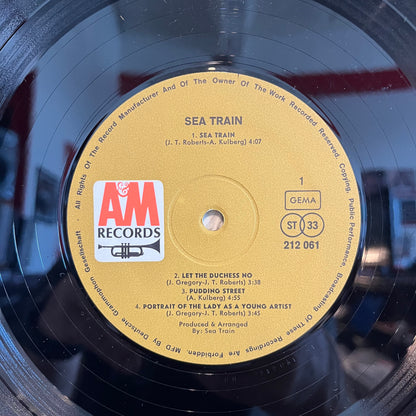 SEA TRAIN
1. SEA TRAIN
(J. T. Roberts-A. Kulberg) 4:07
1
GEMA
ST 33
212 061
A&M
RECORDS
2. LET THE DUCHESS NO
(J. Gregory-J. T. Roberts) 3:38
3. PUDDING STREET
(A. Kulberg) 4:55
4. PORTRAIT OF THE LADY AS A YOUNG ARTIST
(J. Gregory-J. T. Roberts) 3:45
Produced & Arranged
By: Sea Train
All Rights Of The Record Manufacturer And Of The Owner Of The Work Recorded Reserved. Copying, Public Performance, Broadcasting Of These Recordings Are Forbidden. MFD By Deutsche Grammophon Gesellschaft